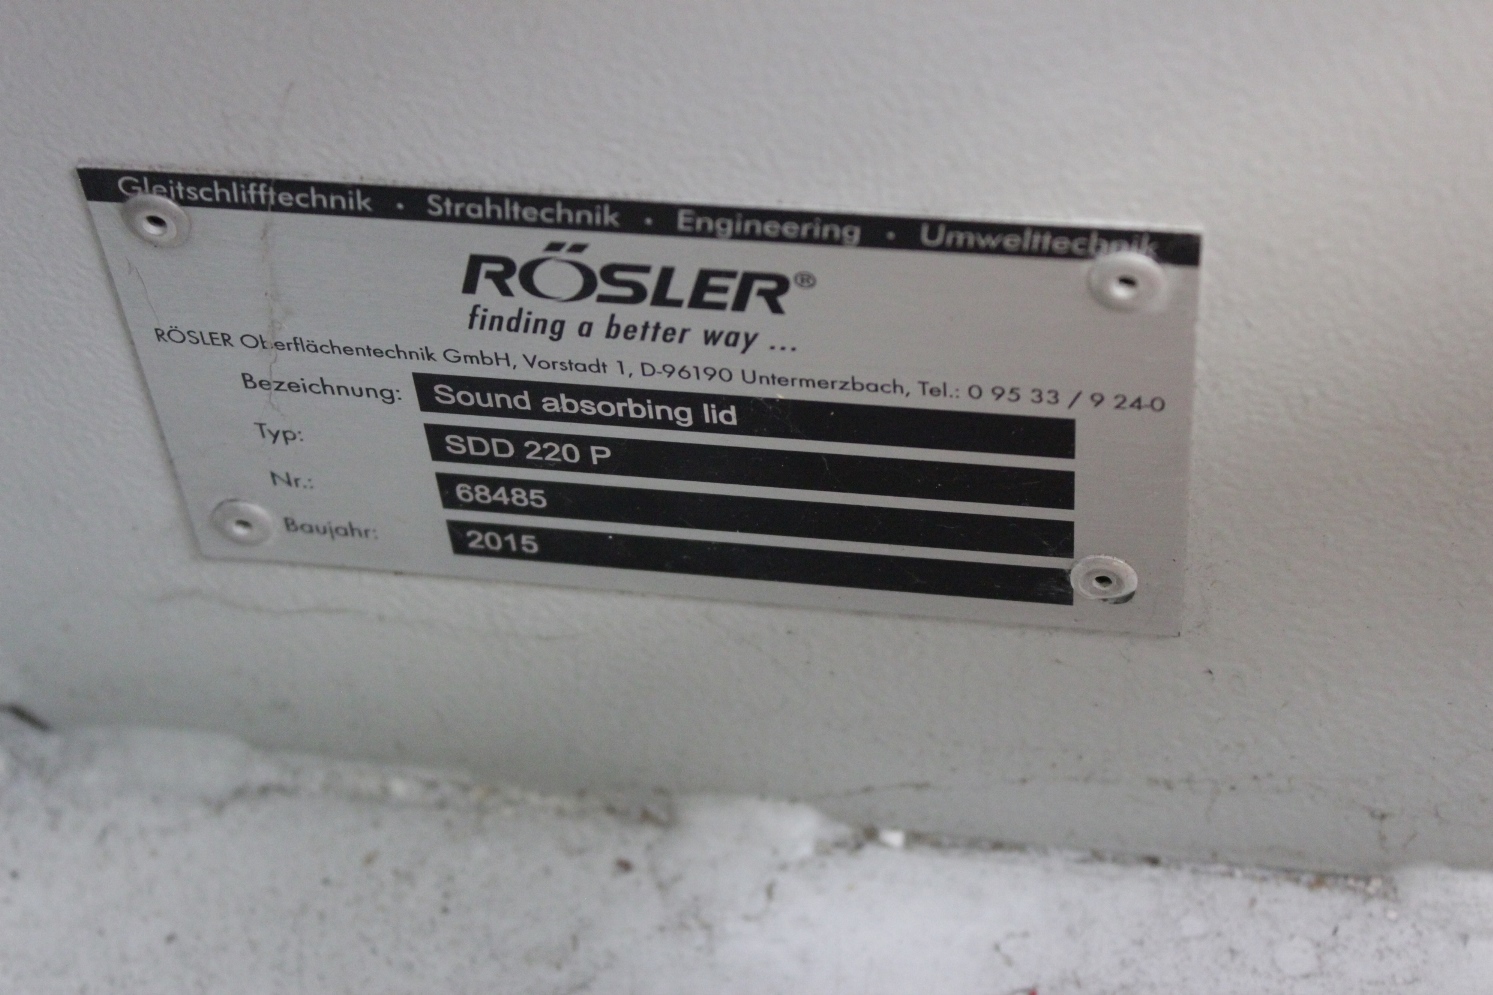 Gleitschlifftechnik • Strahltechnik • Engineering • Umwelttechnik
RÖSLER®
finding a better way ...
RÖSLER Oberflächentechnik GmbH, Vorstadt 1, D-96190 Untermerzbach, Tel.: 0 95 33 / 9 24-0
Bezeichnung: Sound absorbing lid
Typ: SDD 220 P
Nr.: 68485
Baujahr: 2015